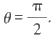 θ = π/2.